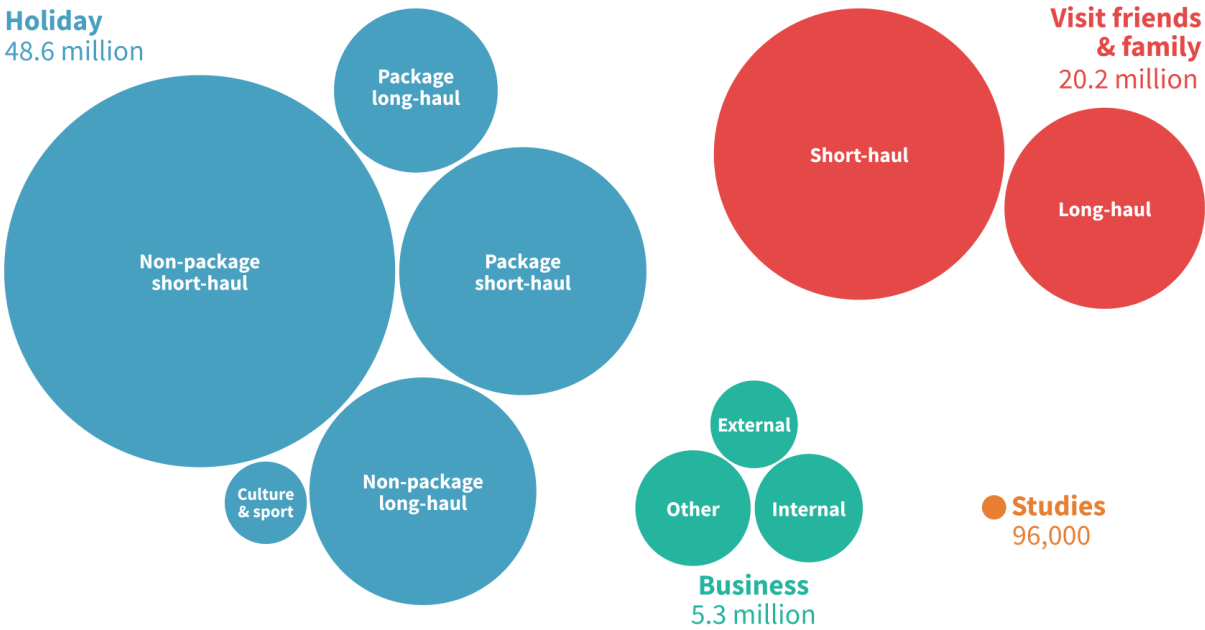 Holiday
48.6 million
Package
long-haul
Non-package
short-haul
Package
short-haul
Culture
& sport
Non-package
long-haul
Visit friends
& family
20.2 million
Short-haul
Long-haul
External
Other
Internal
Business
5.3 million
Studies
96,000